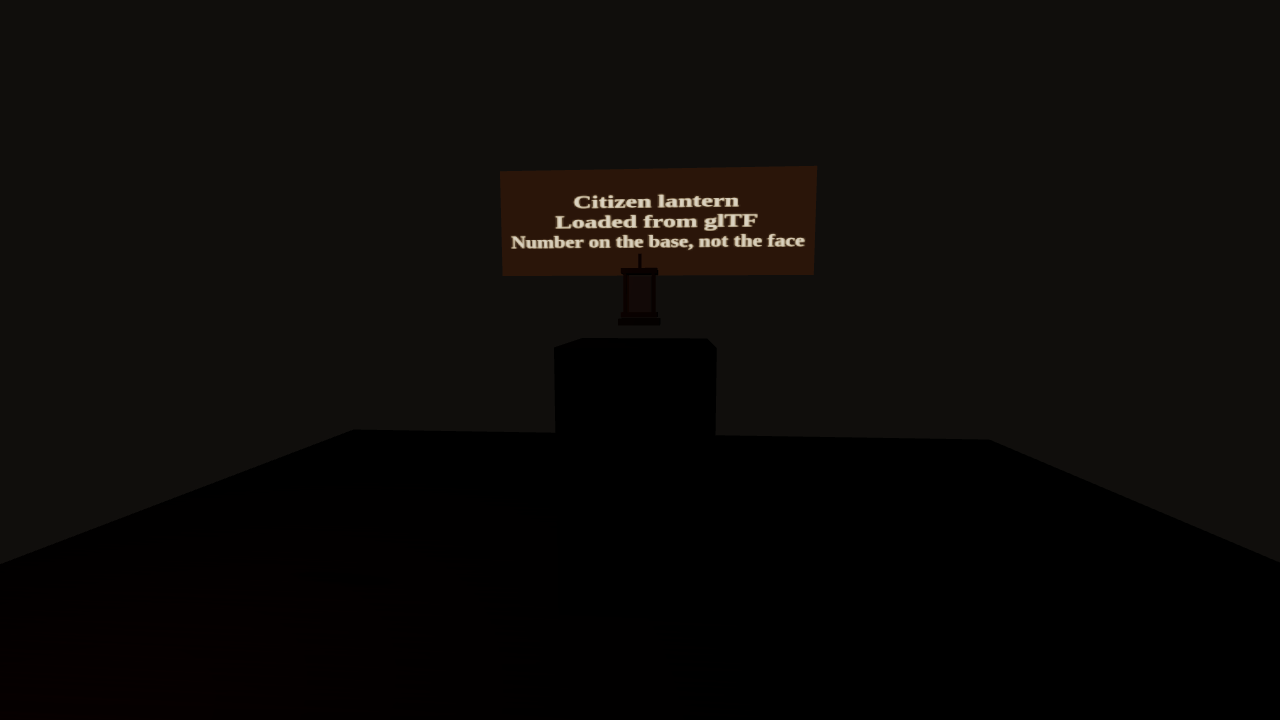 Citizen lantern
Loaded from glTF
Number on the base, not the face